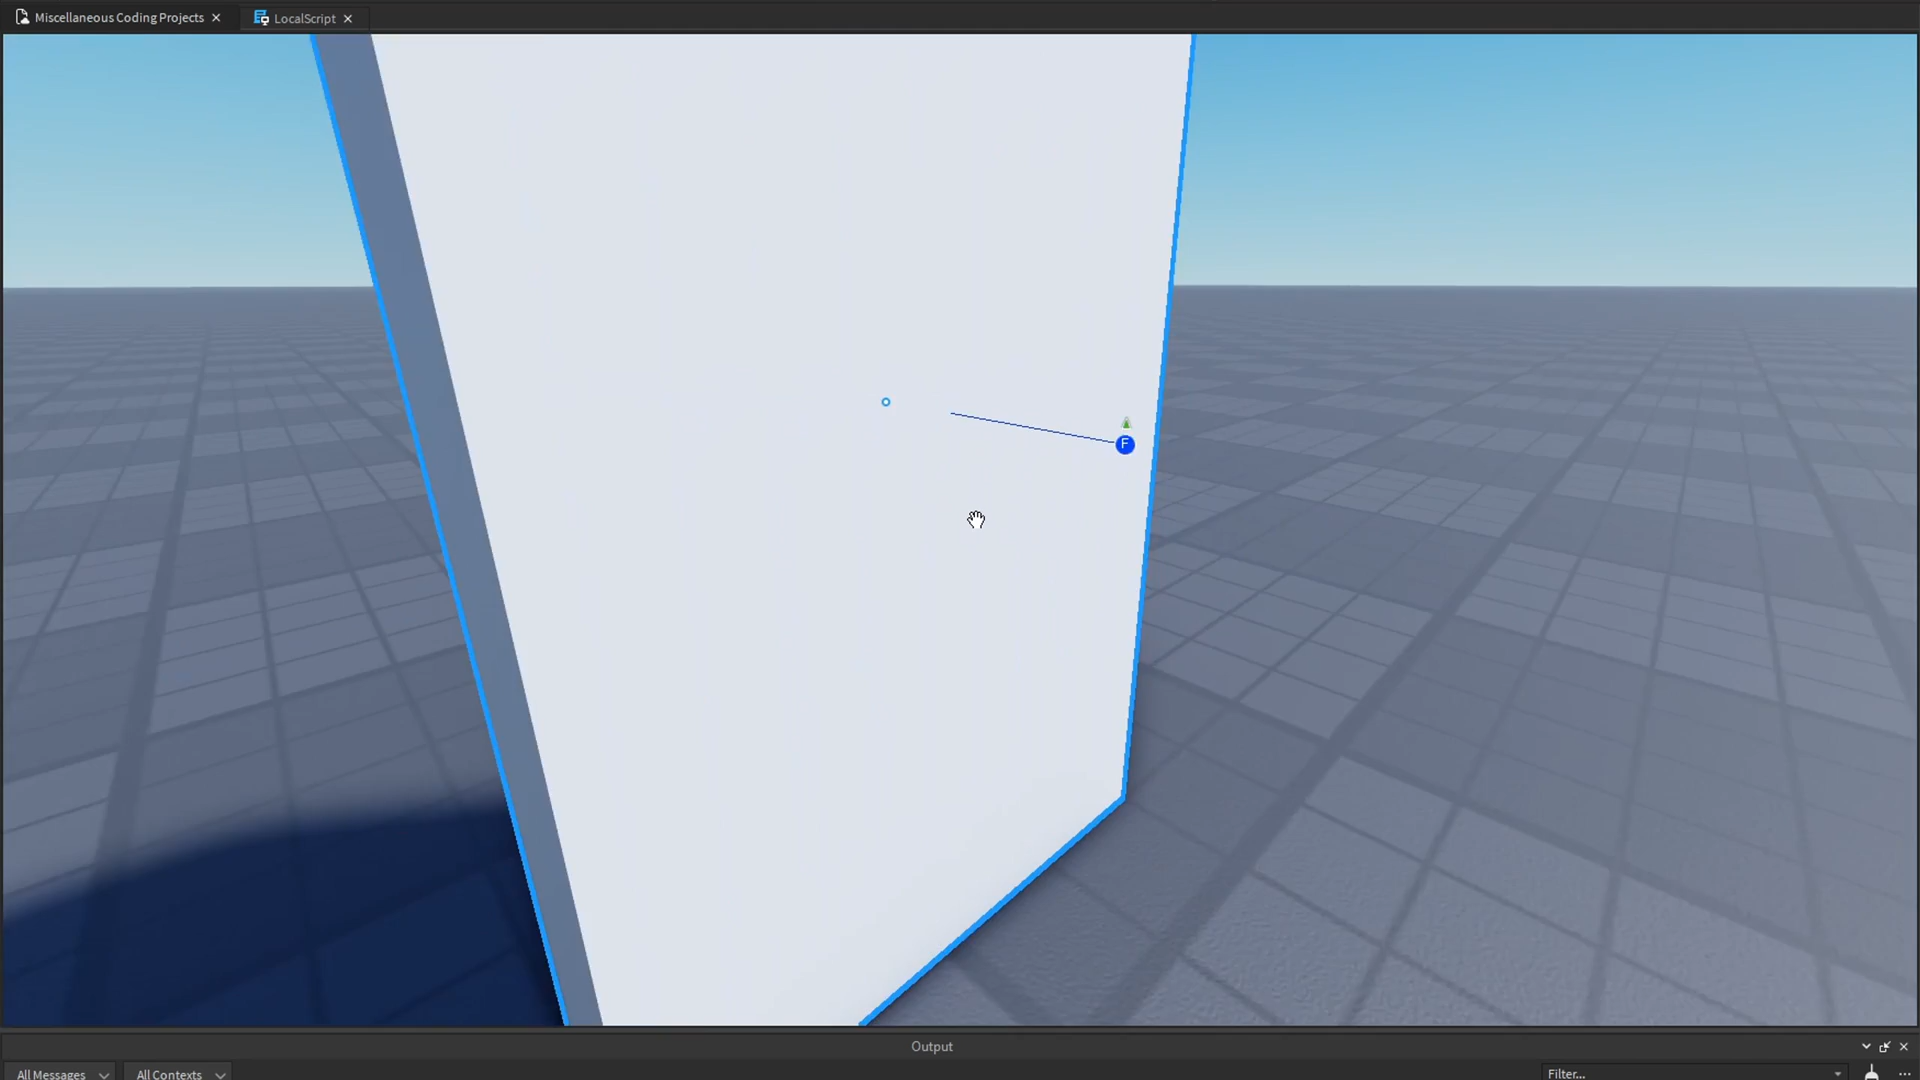 Miscellaneous Coding Projects
LocalScript
F
Output
All Messages
All Contexts
Filter...